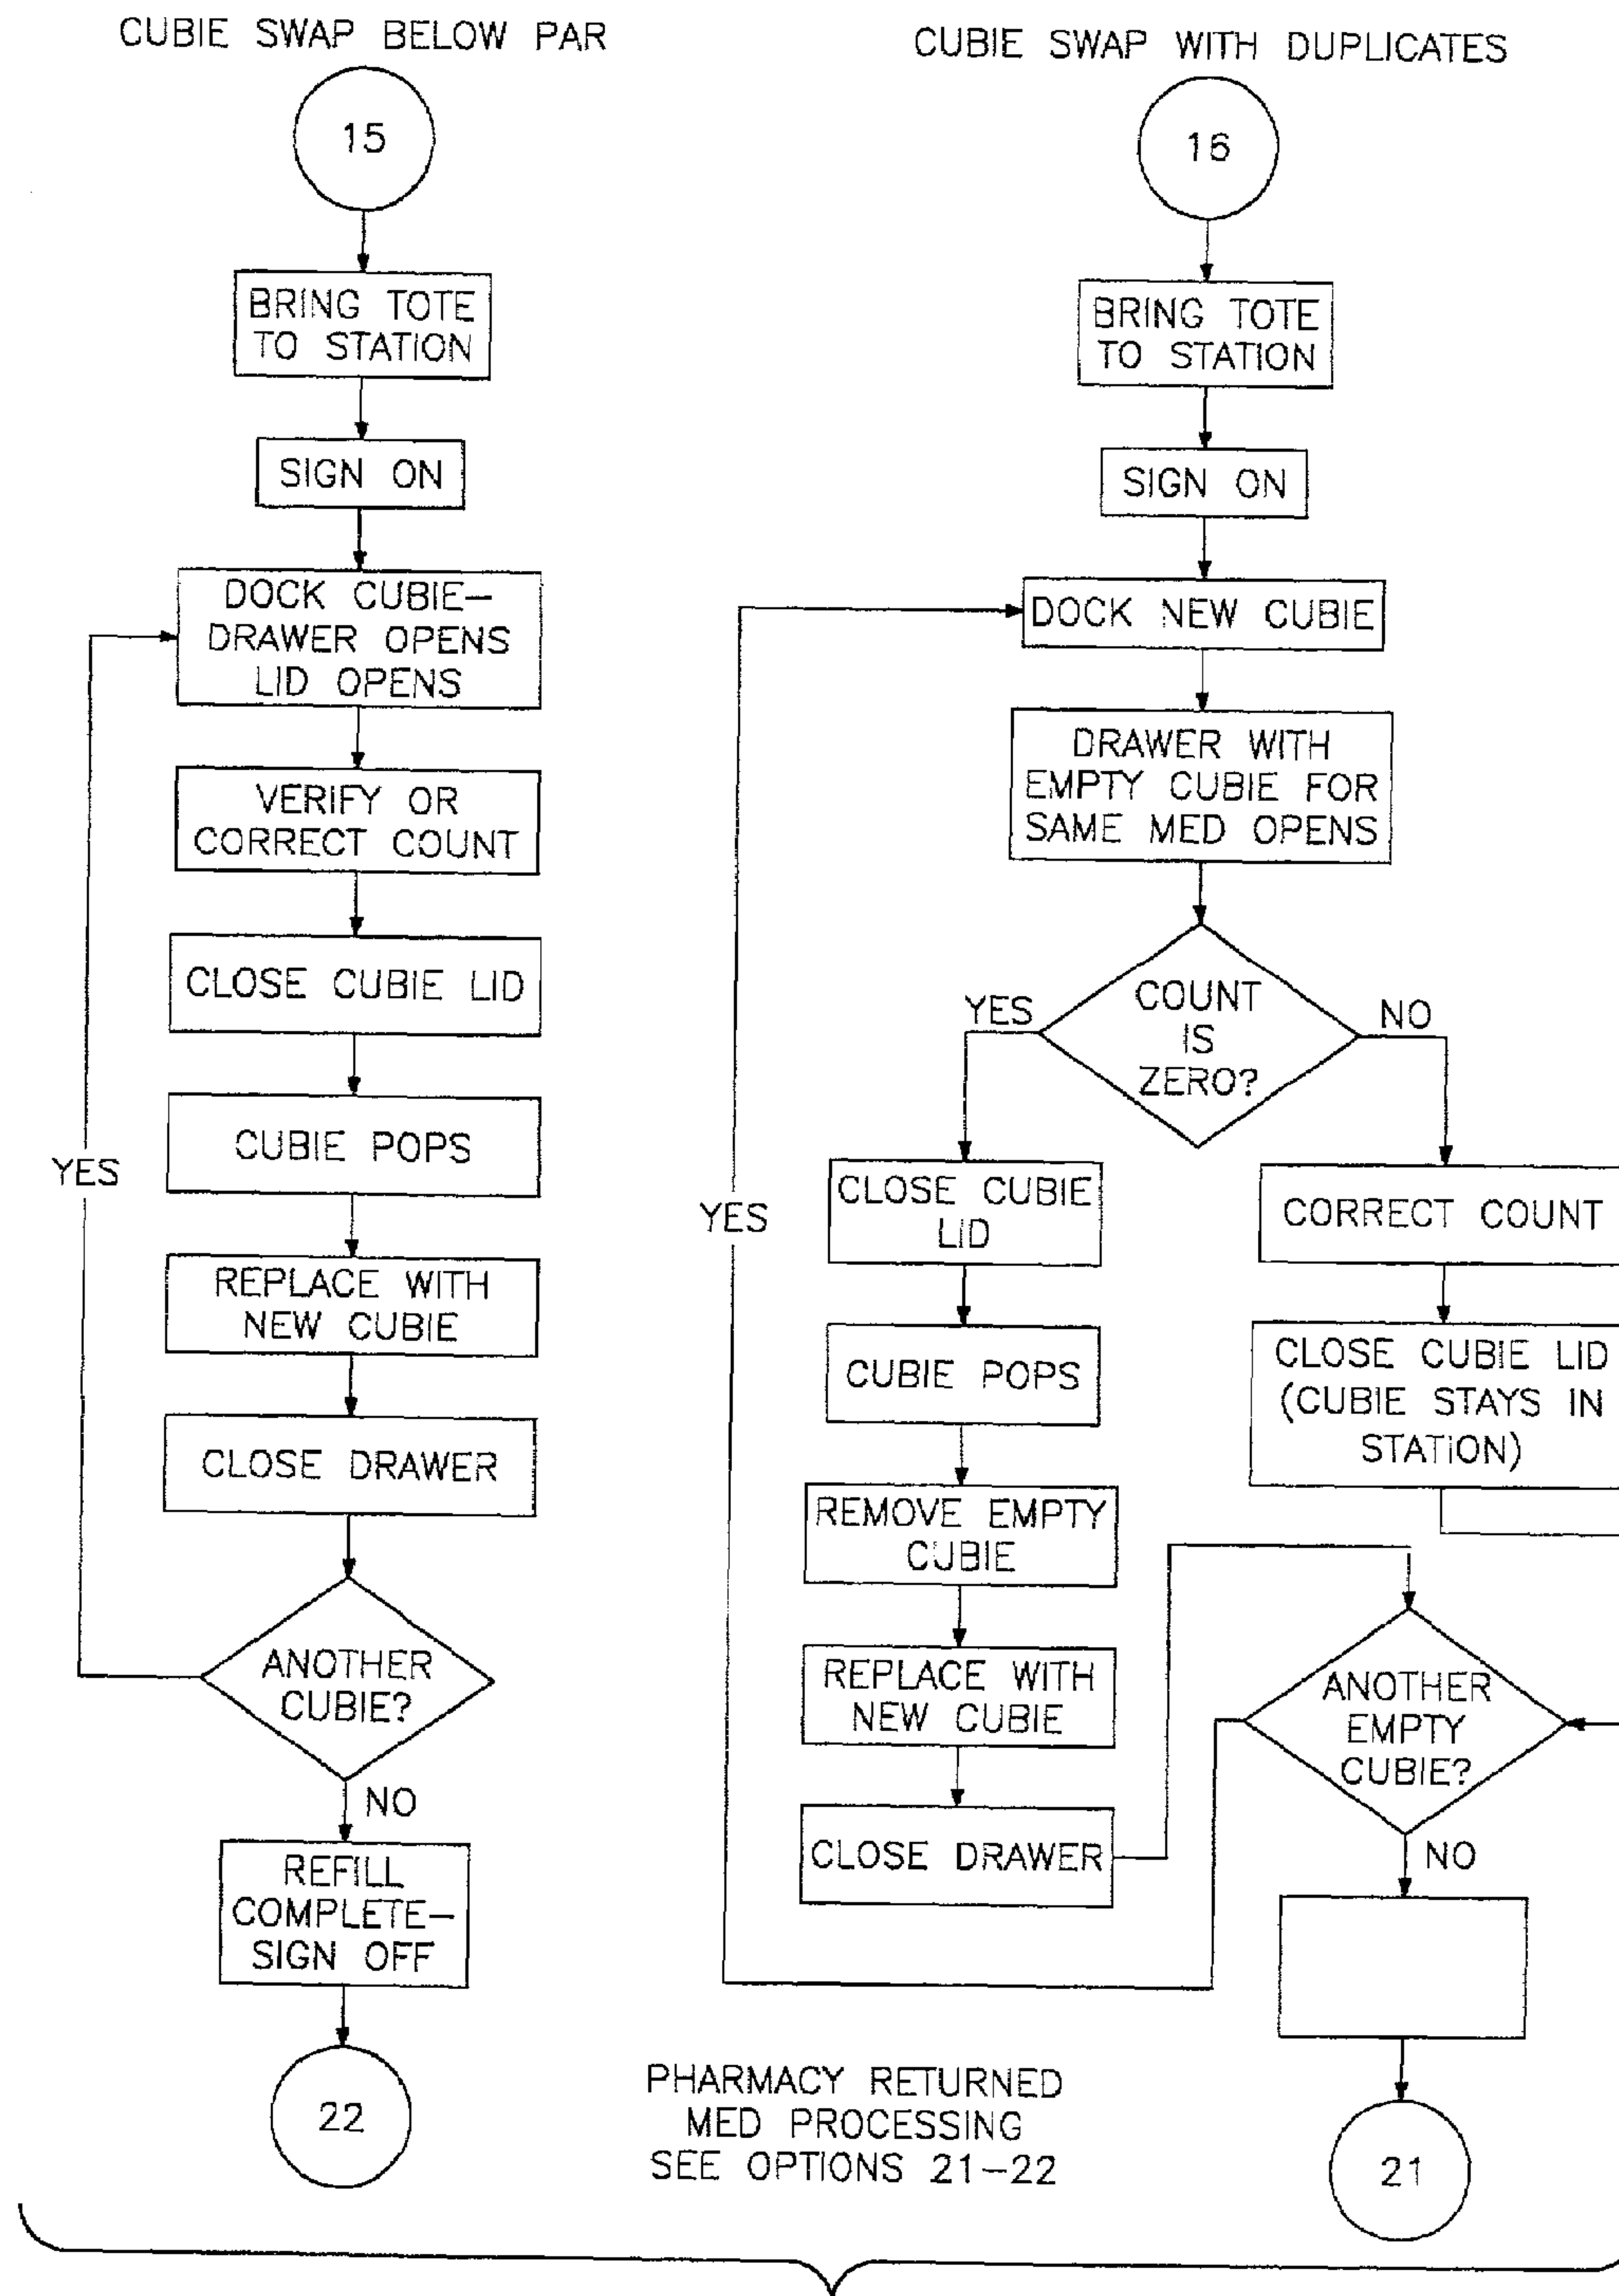 CUBIE SWAP BELOW PAR
15
BRING TOTE
TO STATION
SIGN ON
DOCK CUBIE-
DRAWER OPENS
LID OPENS
VERIFY OR
CORRECT COUNT
CLOSE CUBIE LID
CUBIE POPS
YES
REPLACE WITH
NEW CUBIE
CLOSE DRAWER
ANOTHER
CUBIE?
NO
REFILL
COMPLETE-
SIGN OFF
22
CUBIE SWAP WITH DUPLICATES
16
BRING TOTE
TO STATION
SIGN ON
DOCK NEW CUBIE
DRAWER WITH
EMPTY CUBIE FOR
SAME MED OPENS
COUNT
IS
ZERO?
YES
NO
CLOSE CUBIE
LID
YES
CUBIE POPS
REMOVE EMPTY
CUBIE
REPLACE WITH
NEW CUBIE
CLOSE DRAWER
CORRECT COUNT
CLOSE CUBIE LID
(CUBIE STAYS IN
STATION)
ANOTHER
EMPTY
CUBIE?
NO
21
PHARMACY RETURNED
MED PROCESSING
SEE OPTIONS 21-22